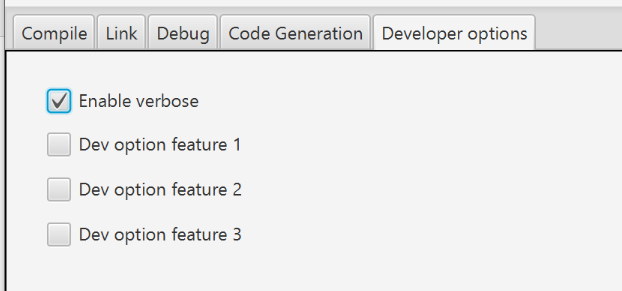 Compile Link Debug Code Generation Developer options
Enable verbose
Dev option feature 1
Dev option feature 2
Dev option feature 3